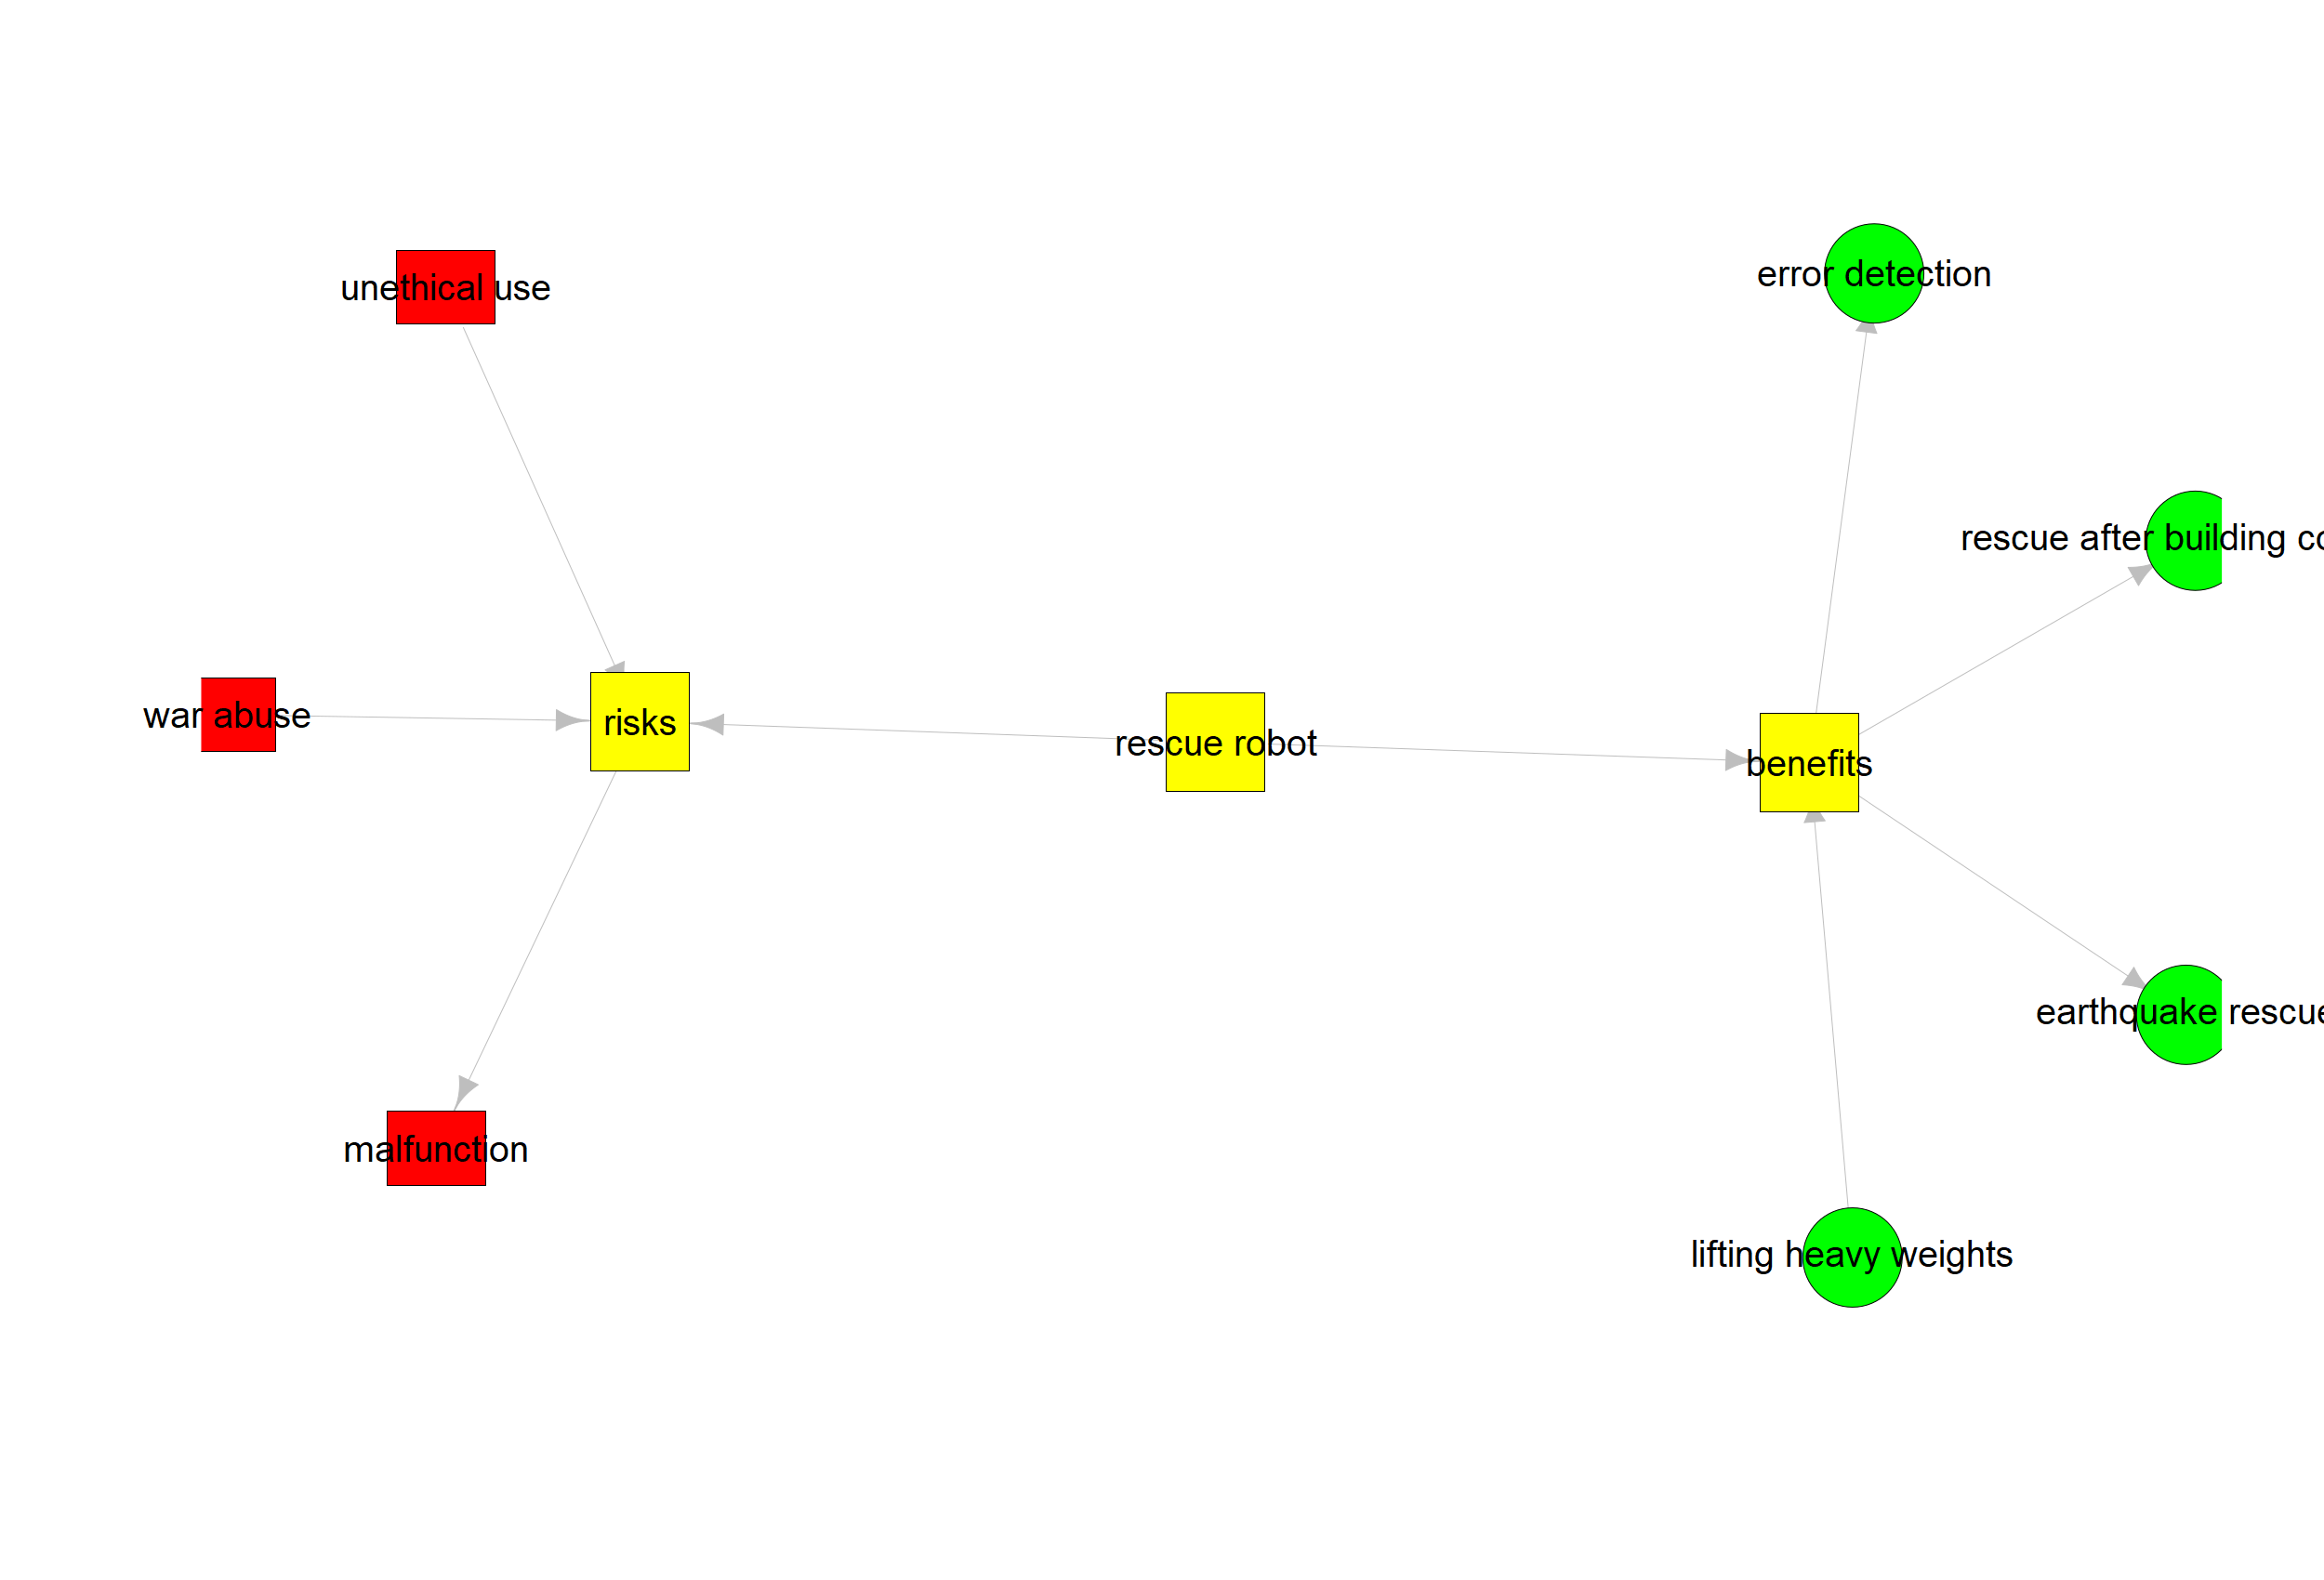 error detection
unethical use
rescue after building
war abuse
risks
rescue robot
benefits
earthquake rescue
malfunction
lifting heavy weights